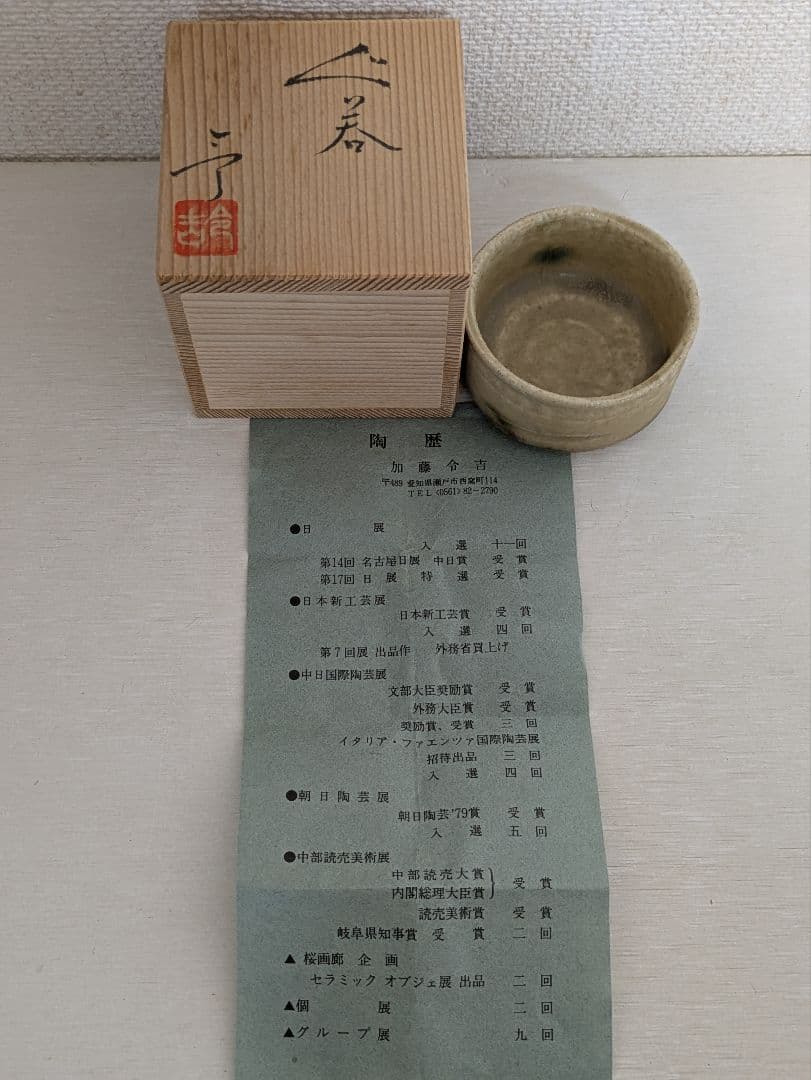 令吉
陶歴
加藤令吉
〒489 愛知県瀬戸市西窯町114
TEL〈0561〉82-2790
●日展
入選 十一回
第14回 名古屋日展 中日賞 受賞
第17回 日展 特選 受賞
●日本新工芸展
日本新工芸賞 受賞
入選 四回
第7回展 出品作 外務省買上げ
●中日国際陶芸展
文部大臣奨励賞 受賞
外務大臣賞 受賞
奨励賞、受賞 三回
イタリア・ファエンツァ国際陶芸展
招待出品 三回
入選 四回
●朝日陶芸展
朝日陶芸'79賞 受賞
入選 五回
●中部読売美術展
中部読売大賞
内閣総理大臣賞 } 受賞
読売美術賞 受賞
岐阜県知事賞 受賞 二回
▲ 桜画廊 企画
セラミック オブジェ展 出品 二回
▲個展 二回
▲グループ展 九回